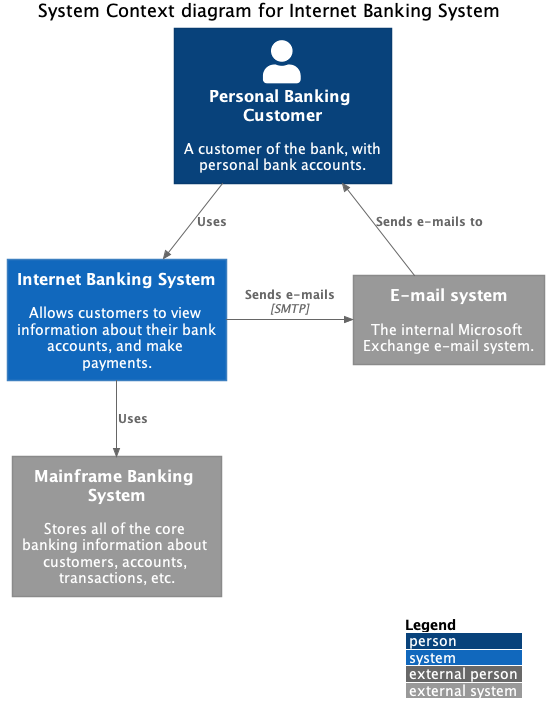 System Context diagram for Internet Banking System
Personal Banking
Customer
A customer of the bank, with
personal bank accounts.
Uses
Sends e-mails to
Internet Banking System
Allows customers to view
information about their bank
accounts, and make
payments.
Sends e-mails
[SMTP]
E-mail system
The internal Microsoft
Exchange e-mail system.
Uses
Mainframe Banking
System
Stores all of the core
banking information about
customers, accounts,
transactions, etc.
Legend
person
system
external person
external system